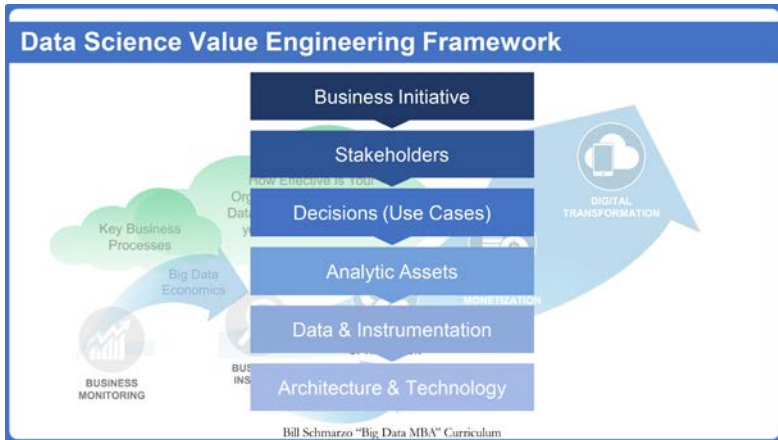 Data Science Value Engineering Framework
Business Initiative
Stakeholders
How Effective Is Your
Decisions (Use Cases)
Key Business
Processes
Analytic Assets
Big Data
Economics
DIGITAL
TRANSFORMATION
MONETIZATION
Data & Instrumentation
BUSINESS
MONITORING
Architecture & Technology
Bill Schmarzo "Big Data MBA" Curriculum